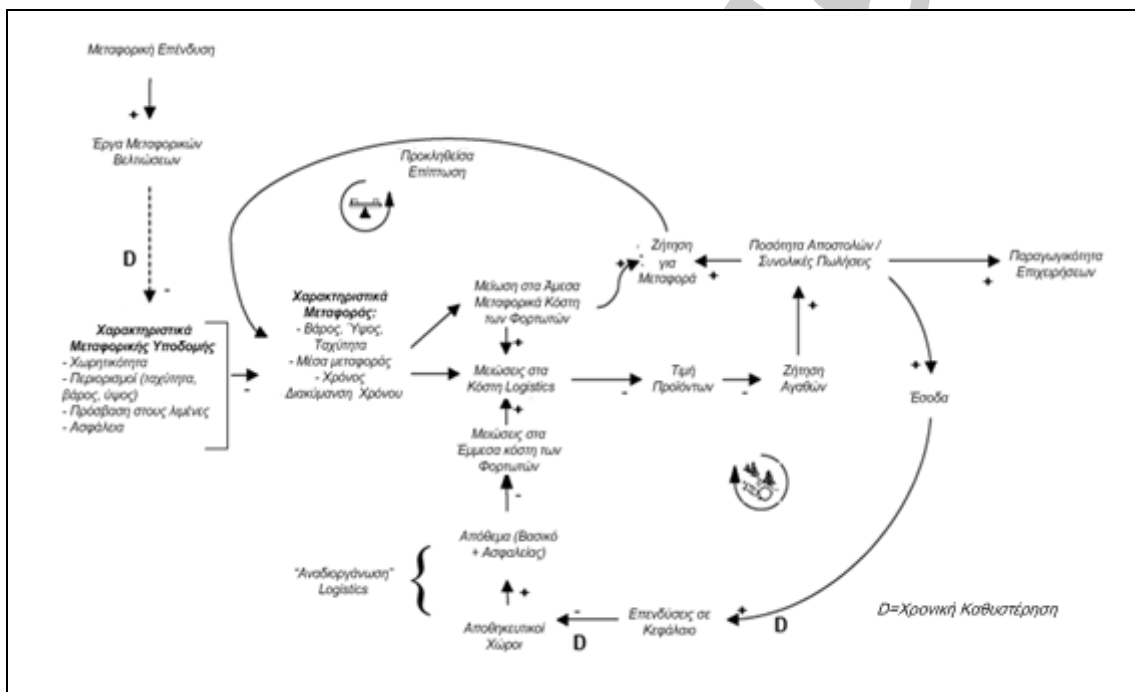 Μεταφορική Επένδυση
+
Έργα Μεταφορικών
Βελτιώσεων
D
-
Χαρακτηριστικά
Μεταφορικής Υποδομής
- Χωρητικότητα
- Περιορισμοί (ταχύτητα,
βάρος, ύψος)
- Πρόσβαση στους λιμένες
- Ασφάλεια
-
Προκληθείσα
Επίπτωση
Χαρακτηριστικά
Μεταφοράς:
- Βάρος, Ύψος,
Ταχύτητα
- Μέσα μεταφοράς
- Χρόνος
Διακύμανση Χρόνου
Μείωση στα Άμεσα
Μεταφορικά Κόστη
των Φορτωτών
+
+
Μειώσεις στα
Κόστη Logistics
+
Μειώσεις στα
Έμμεσα κόστη των
Φορτωτών
-
Απόθεμα (Βασικό
+ Ασφαλείας)
"Αναδιοργάνωση"
Logistics
+
Αποθηκευτικοί
Χώροι
-
D
Επενδύσεις σε
Κεφάλαιο
+
D
-
Τιμή
Προϊόντων
-
Ζήτηση
Αγαθών
+
Ζήτηση
για
Μεταφορά
+
Ποσότητα Αποστολών /
Συνολικές Πωλήσεις
+
Παραγωγικότητα
Επιχειρήσεων
+
Έσοδα
D=Χρονική Καθυστέρηση